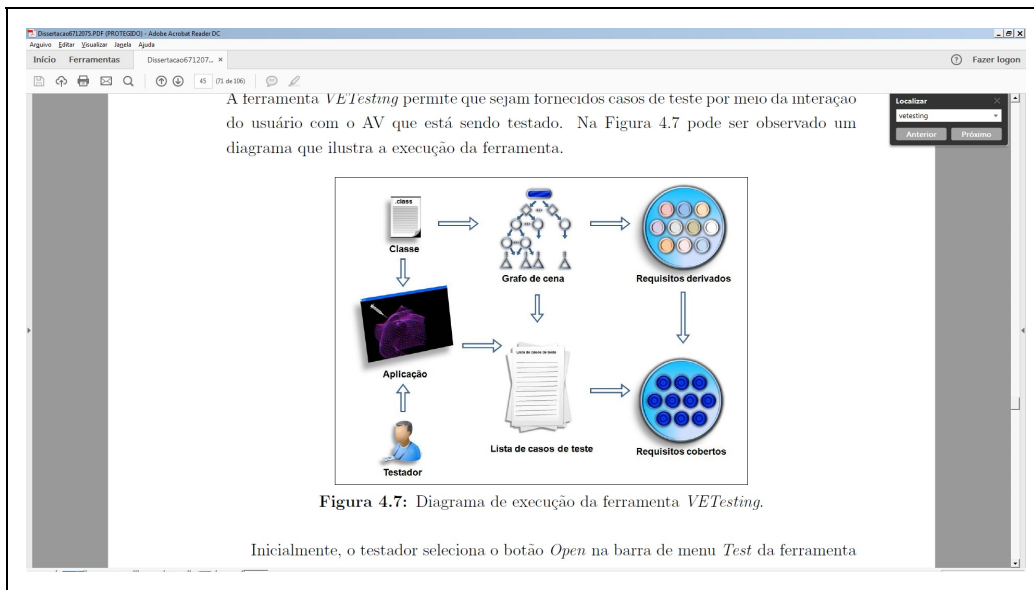 Dissertacao6712075.PDF (PROTEGIDO) - Adobe Acrobat Reader DC
Arquivo Editar Visualizar Janela Ajuda
Início Ferramentas Dissertacao671207... ×
Fazer logon
45 (71 de 106)
Localizar
vetesting
Anterior Próximo
A ferramenta VETesting permite que sejam fornecidos casos de teste por meio da interação
do usuário com o AV que está sendo testado. Na Figura 4.7 pode ser observado um
diagrama que ilustra a execução da ferramenta.
.class
Classe
Grafo de cena
Requisitos derivados
Aplicação
Lista de casos de teste
Lista de casos de teste
Requisitos cobertos
Testador
Figura 4.7: Diagrama de execução da ferramenta VETesting.
Inicialmente, o testador seleciona o botão Open na barra de menu Test da ferramenta